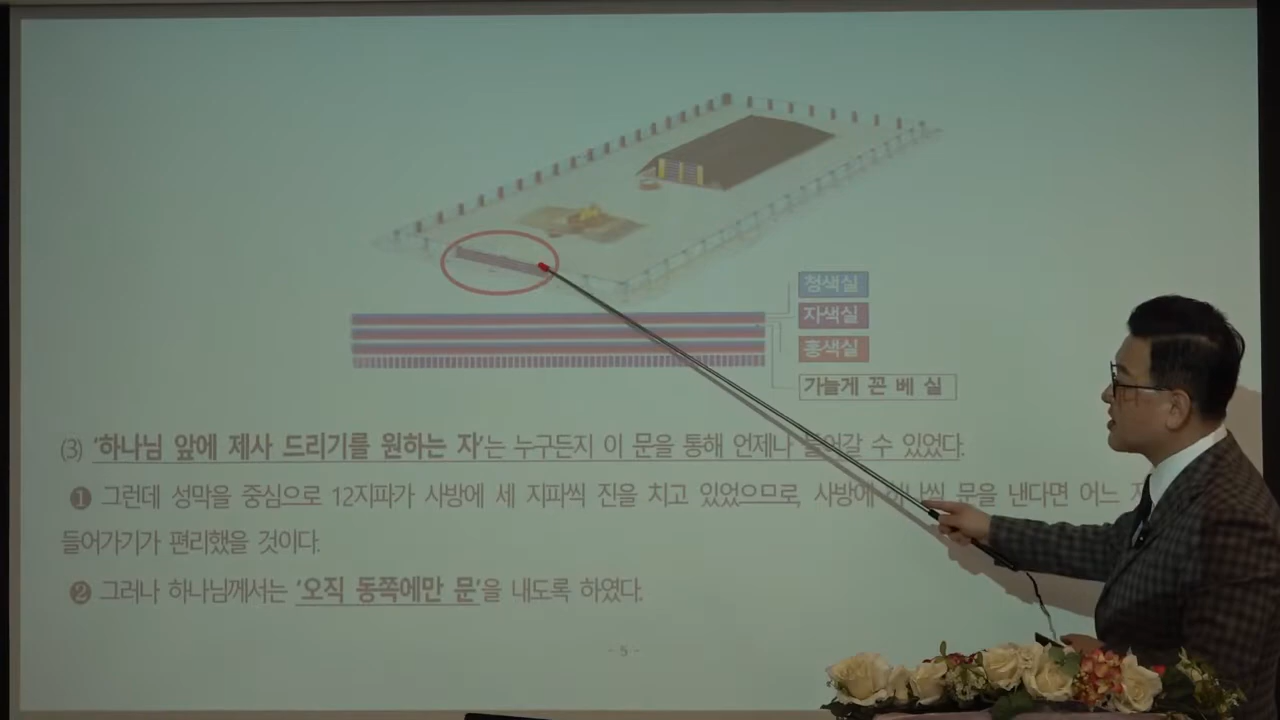 청색실
자색실
홍색실
가늘게 꼰 베 실
(3) '하나님 앞에 제사 드리기를 원하는 자'는 누구든지 이 문을 통해 언제나 들어갈 수 있었다.
❶ 그런데 성막을 중심으로 12지파가 사방에 세 지파씩 진을 치고 있었으므로, 사방에 하나씩 문을 낸다면 어느
들어가기가 편리했을 것이다.
❷ 그러나 하나님께서는 '오직 동쪽에만 문'을 내도록 하였다.
- 5 -